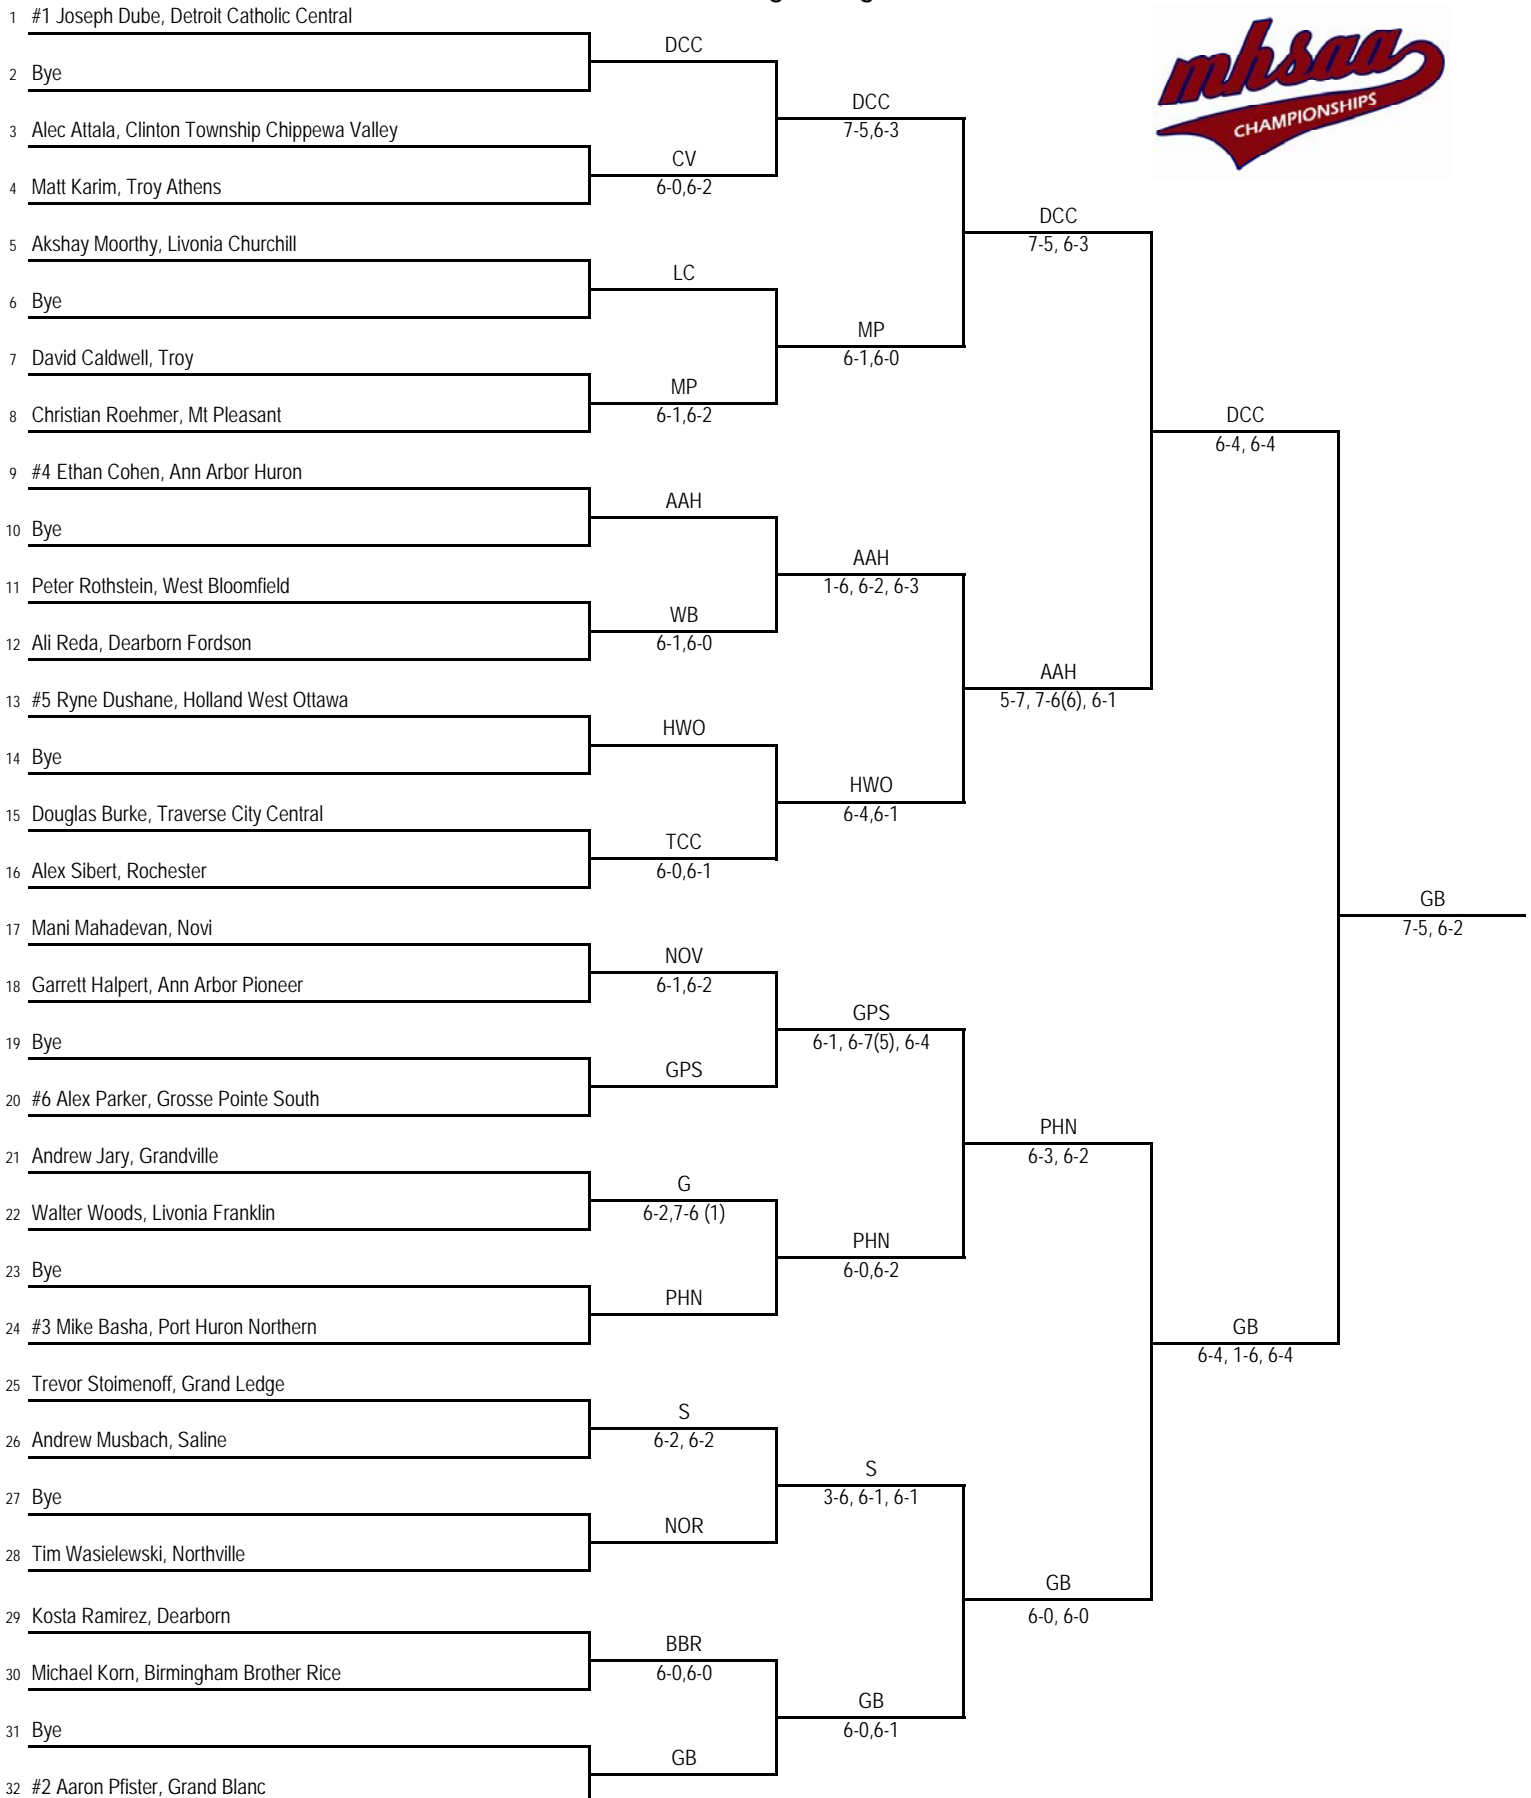 1 #1 Joseph Dube, Detroit Catholic Central
DCC
2 Bye
DCC
7-5,6-3
3 Alec Attala, Clinton Township Chippewa Valley
CV
6-0,6-2
4 Matt Karim, Troy Athens
DCC
7-5, 6-3
5 Akshay Moorthy, Livonia Churchill
LC
6 Bye
MP
6-1,6-0
7 David Caldwell, Troy
MP
6-1,6-2
8 Christian Roehmer, Mt Pleasant
DCC
6-4, 6-4
9 #4 Ethan Cohen, Ann Arbor Huron
AAH
10 Bye
AAH
1-6, 6-2, 6-3
11 Peter Rothstein, West Bloomfield
WB
6-1,6-0
12 Ali Reda, Dearborn Fordson
AAH
5-7, 7-6(6), 6-1
13 #5 Ryne Dushane, Holland West Ottawa
HWO
14 Bye
HWO
6-4,6-1
15 Douglas Burke, Traverse City Central
TCC
6-0,6-1
16 Alex Sibert, Rochester
GB
7-5, 6-2
17 Mani Mahadevan, Novi
NOV
6-1,6-2
18 Garrett Halpert, Ann Arbor Pioneer
GPS
6-1, 6-7(5), 6-4
19 Bye
GPS
20 #6 Alex Parker, Grosse Pointe South
PHN
6-3, 6-2
21 Andrew Jary, Grandville
G
6-2,7-6 (1)
22 Walter Woods, Livonia Franklin
PHN
6-0,6-2
23 Bye
PHN
24 #3 Mike Basha, Port Huron Northern
GB
6-4, 1-6, 6-4
25 Trevor Stoimenoff, Grand Ledge
S
6-2, 6-2
26 Andrew Musbach, Saline
S
3-6, 6-1, 6-1
27 Bye
NOR
28 Tim Wasielewski, Northville
GB
6-0, 6-0
29 Kosta Ramirez, Dearborn
BBR
6-0,6-0
30 Michael Korn, Birmingham Brother Rice
GB
6-0,6-1
31 Bye
GB
32 #2 Aaron Pfister, Grand Blanc
mhsaa
CHAMPIONSHIPS